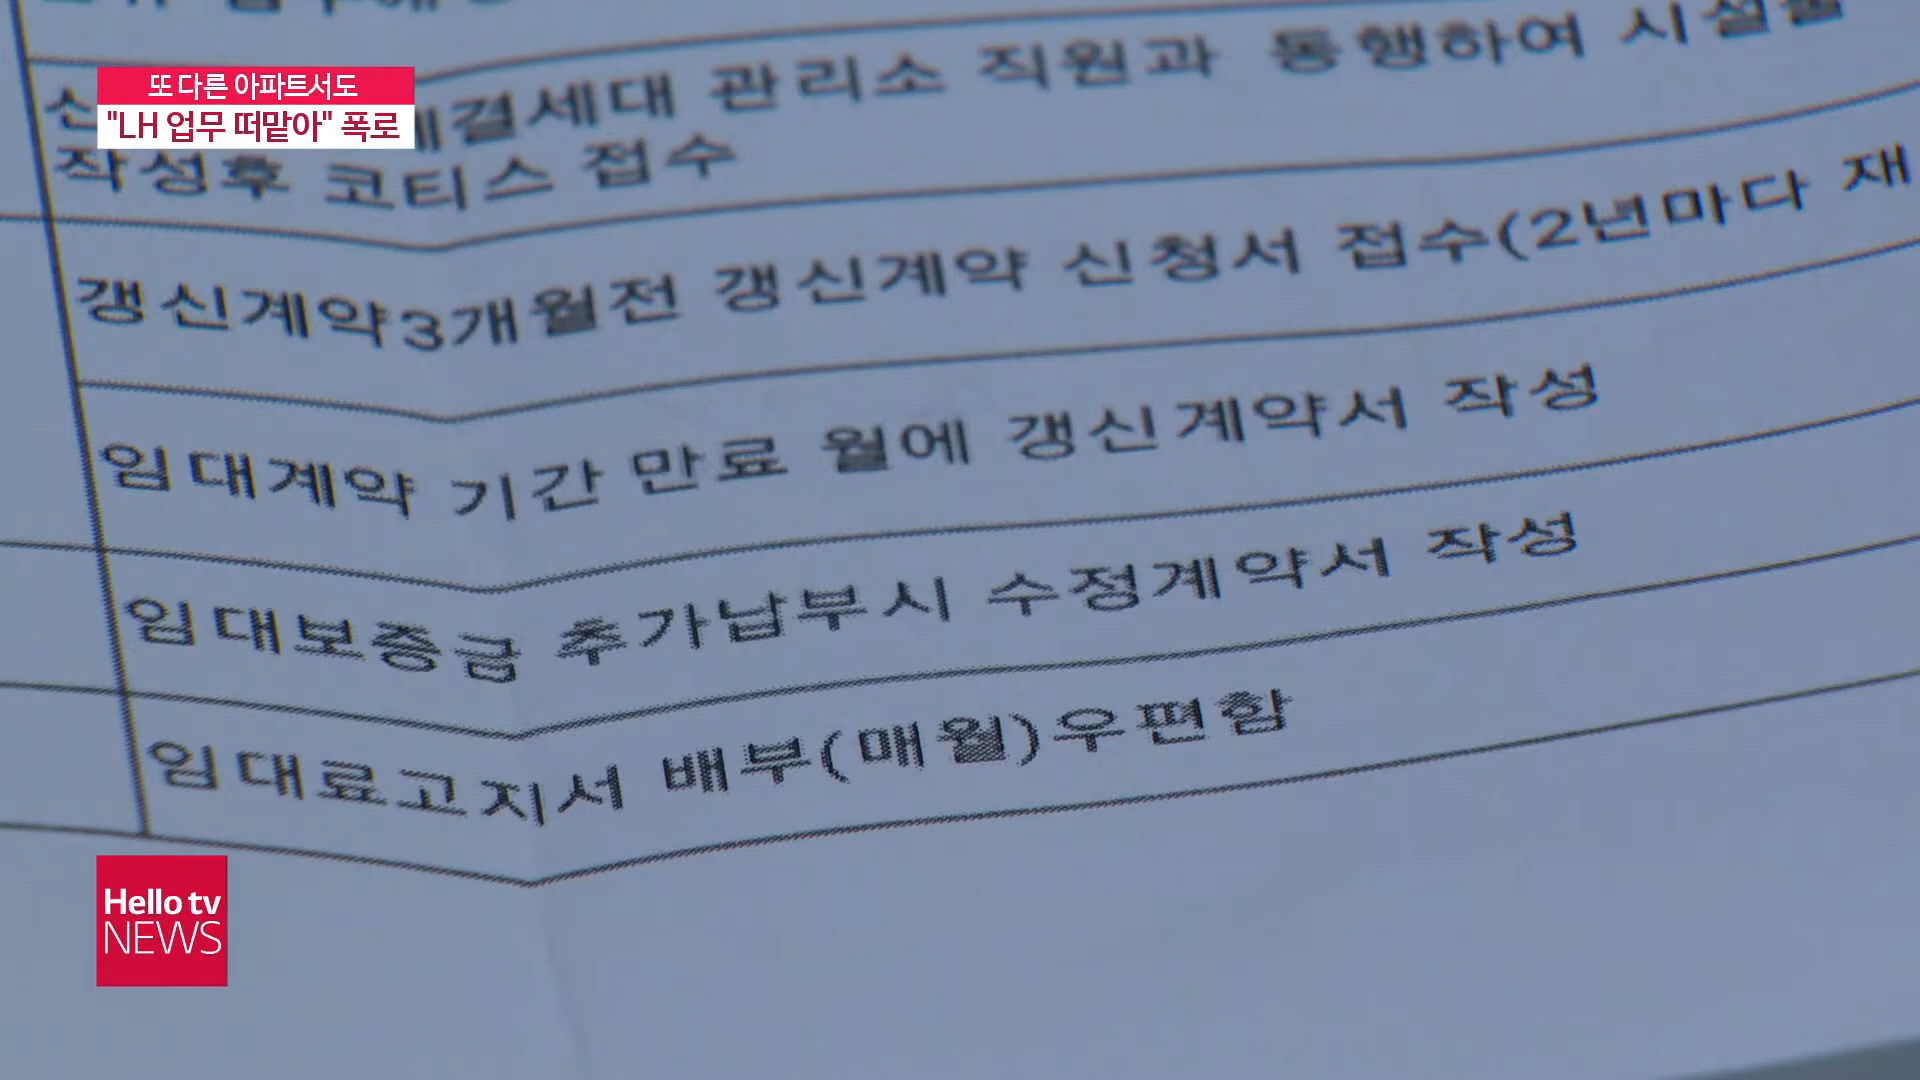 또 다른 아파트서도
"LH 업무 떠맡아" 폭로
관리소 직원과 동행하여
작성후 코티스 접수
갱신계약3개월전 갱신계약 신청서 접수(2년마다 재
임대계약 기간 만료 월에 갱신계약서 작성
임대보증금 추가납부시 수정계약서 작성
임대료고지서 배부(매월)우편함
Hello tv
NEWS